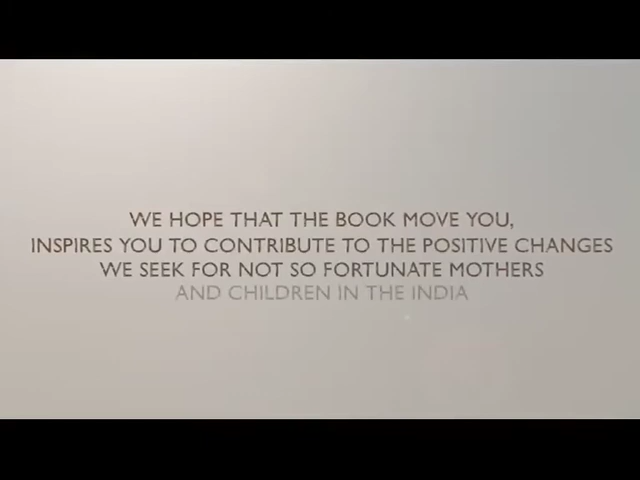 WE HOPE THAT THE BOOK MOVE YOU,
INSPIRES YOU TO CONTRIBUTE TO THE POSITIVE CHANGES
WE SEEK FOR NOT SO FORTUNATE MOTHERS
AND CHILDREN IN THE INDIA